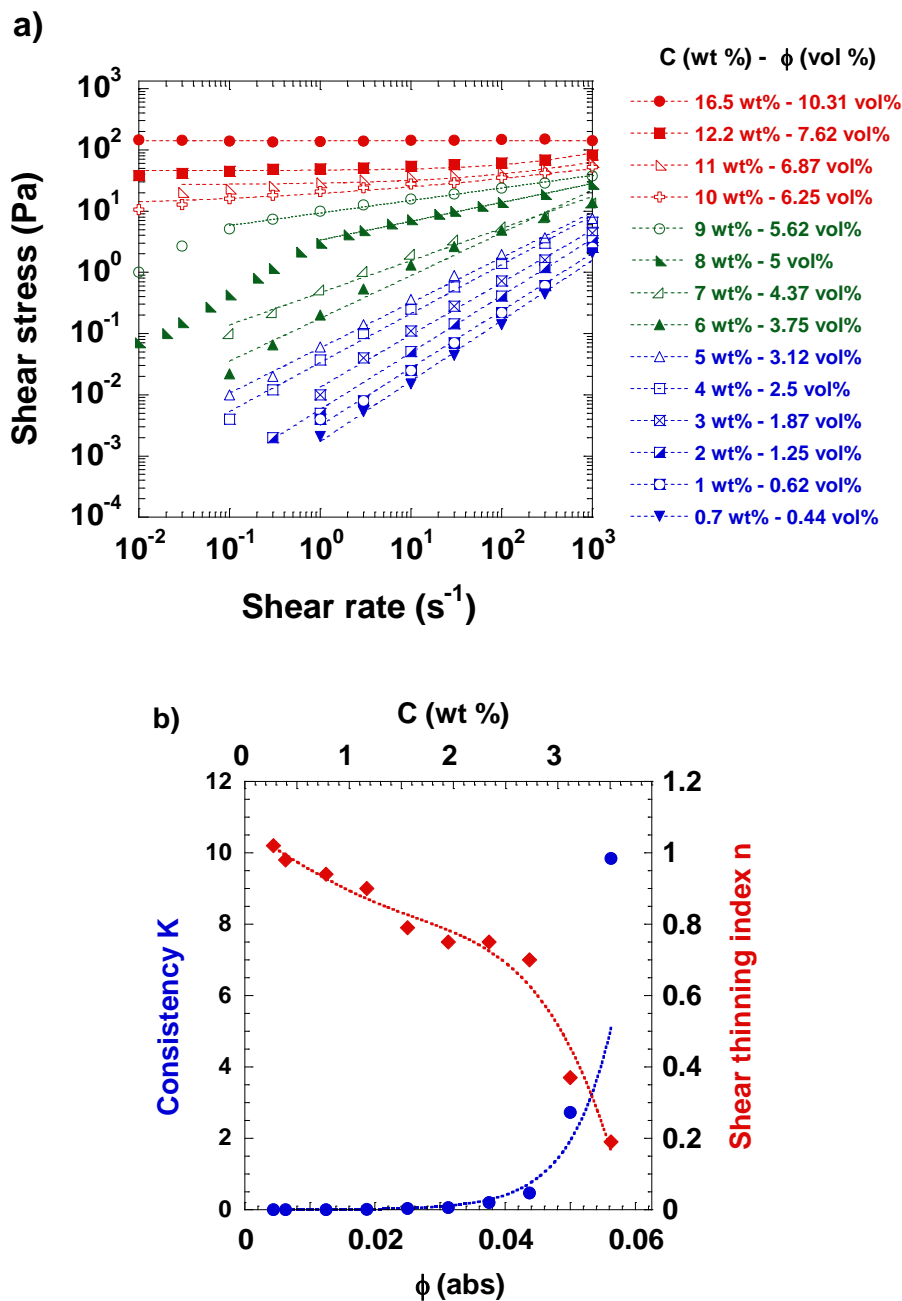 a)
C (wt %) - ϕ (vol %)
10³
10²
10¹
10⁰
10⁻¹
10⁻²
10⁻³
10⁻⁴
Shear stress (Pa)
10⁻² 10⁻¹ 10⁰ 10¹ 10² 10³
Shear rate (s⁻¹)
16.5 wt% - 10.31 vol%
12.2 wt% - 7.62 vol%
11 wt% - 6.87 vol%
10 wt% - 6.25 vol%
9 wt% - 5.62 vol%
8 wt% - 5 vol%
7 wt% - 4.37 vol%
6 wt% - 3.75 vol%
5 wt% - 3.12 vol%
4 wt% - 2.5 vol%
3 wt% - 1.87 vol%
2 wt% - 1.25 vol%
1 wt% - 0.62 vol%
0.7 wt% - 0.44 vol%
b)
C (wt %)
0 1 2 3
12
10
8
6
4
2
0
Consistency K
1.2
1
0.8
0.6
0.4
0.2
0
Shear thinning index n
0 0.02 0.04 0.06
ϕ (abs)